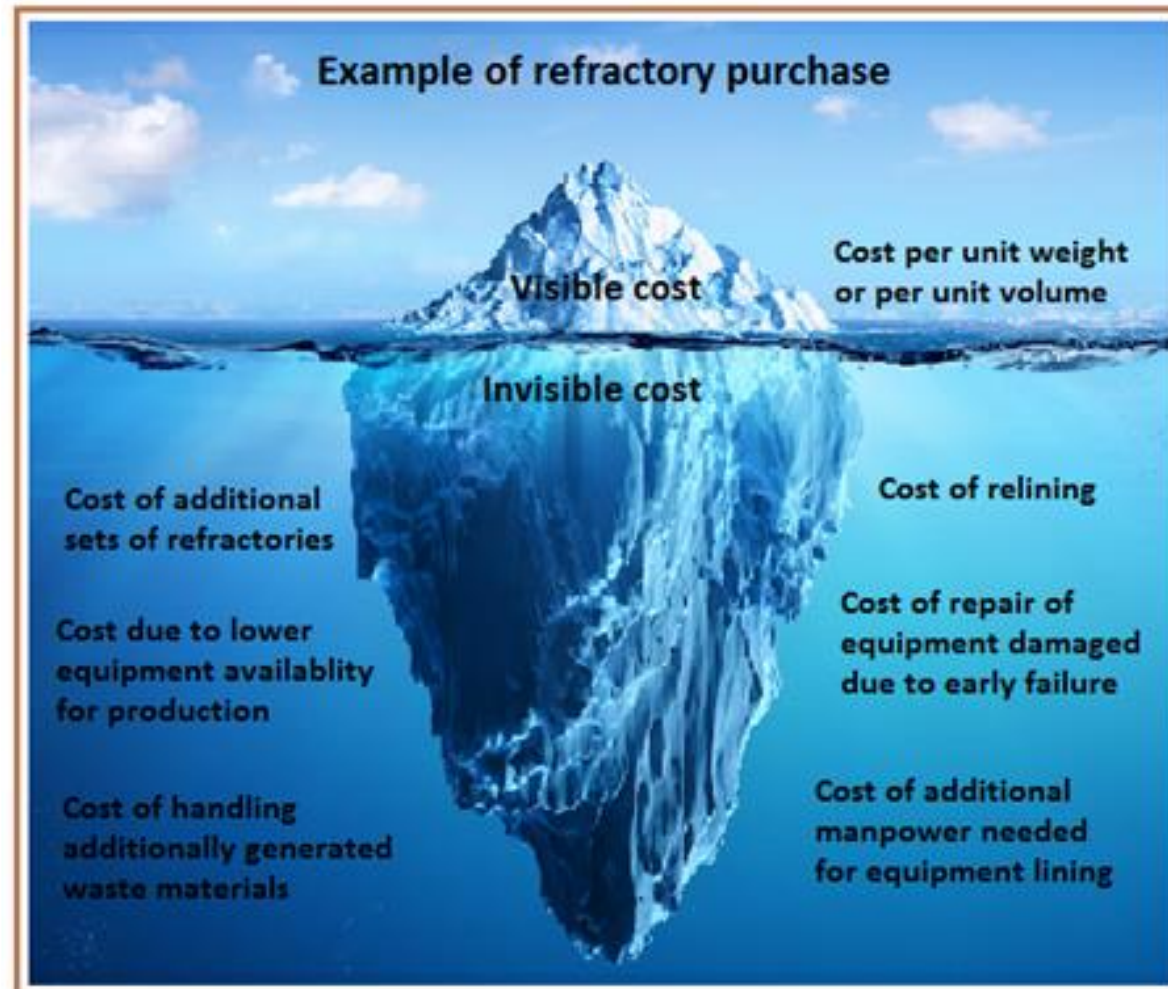 Example of refractory purchase
Visible cost
Cost per unit weight
or per unit volume
Invisible cost
Cost of additional
sets of refractories
Cost of relining
Cost due to lower
equipment availablity
for production
Cost of repair of
equipment damaged
due to early failure
Cost of handling
additionally generated
waste materials
Cost of additional
manpower needed
for equipment lining